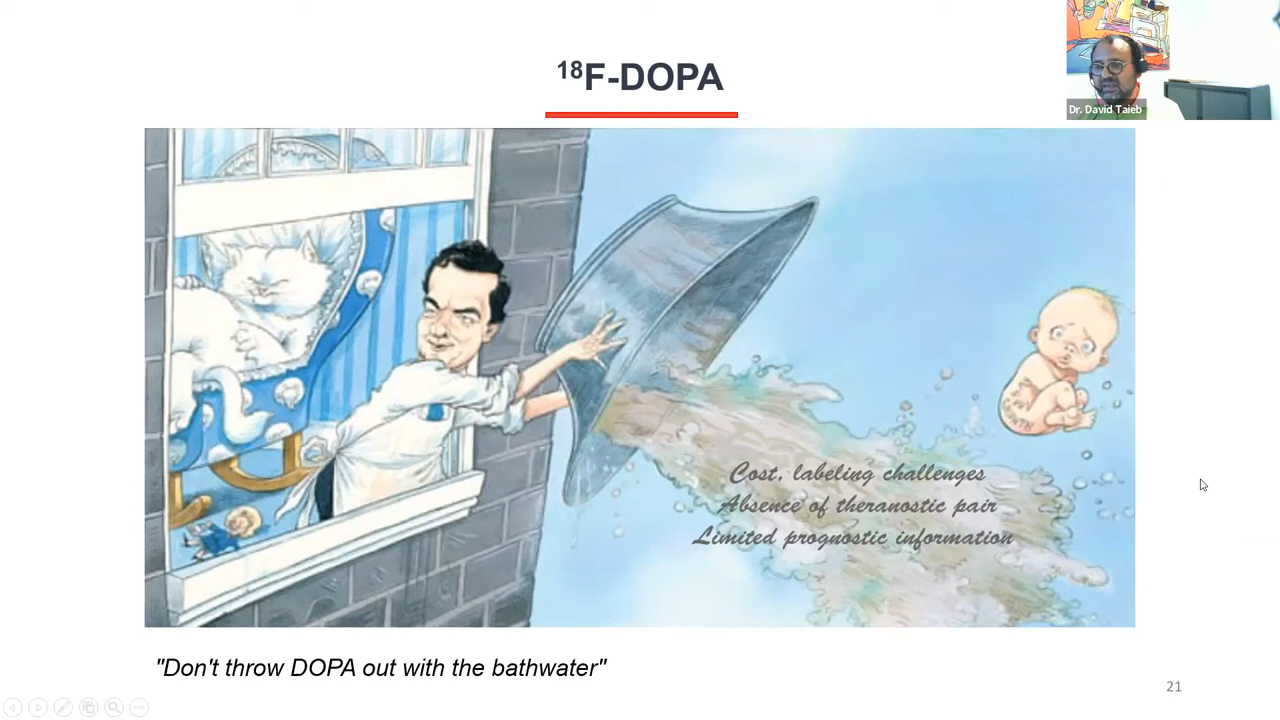 ¹⁸F-DOPA
Dr. David Taieb
Cost, labeling challenges
Absence of theranostic pair
Limited prognostic information
"Don't throw DOPA out with the bathwater"
21